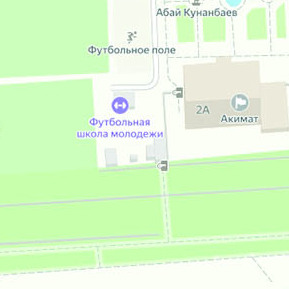 Абай Кунанбаев
Футбольное поле
Футбольная
школа молодежи
2А
Акимат